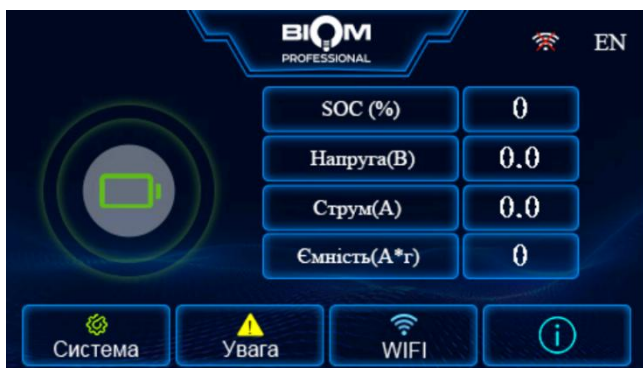 BIOM
PROFESSIONAL
EN
SOC (%) 0
Напруга(В) 0.0
Струм(А) 0.0
Ємність(А*г) 0
Система Увага WIFI